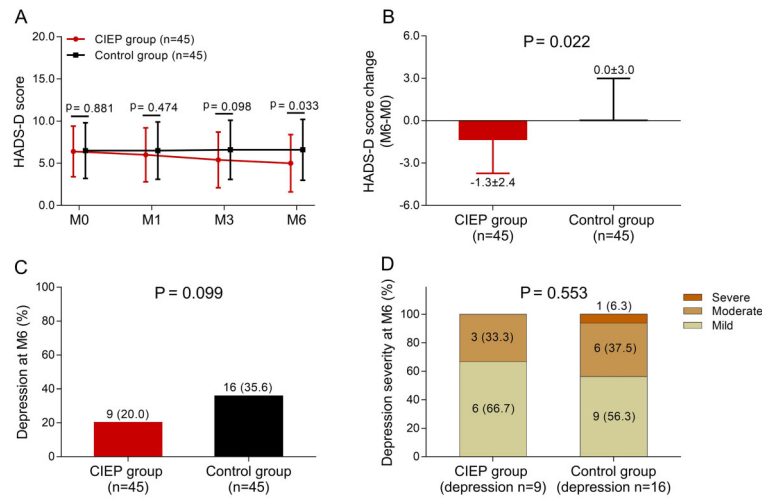 A
CIEP group (n=45)
Control group (n=45)
HADS-D score
20.0
15.0
10.0
5.0
0.0
p = 0.881
p = 0.474
p = 0.098
p = 0.033
M0
M1
M3
M6
B
P = 0.022
HADS-D score change
(M6-M0)
6.0
3.0
0.0
-3.0
-6.0
0.0±3.0
-1.3±2.4
CIEP group
(n=45)
Control group
(n=45)
C
P = 0.099
Depression at M6 (%)
100
80
60
40
20
0
9 (20.0)
16 (35.6)
CIEP group
(n=45)
Control group
(n=45)
D
P = 0.553
Depression severity at M6 (%)
100
80
60
40
20
0
3 (33.3)
6 (66.7)
1 (6.3)
6 (37.5)
9 (56.3)
CIEP group
(depression n=9)
Control group
(depression n=16)
Severe
Moderate
Mild